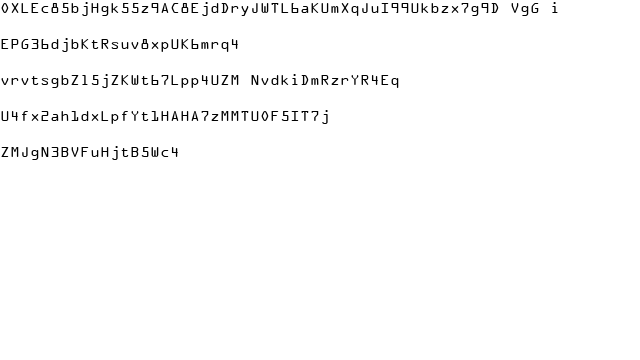 0XLEc85bjHgk55z9AC8EjdDryJWTL6aKUmXqJuI99Ukbzx7g9D VgG i
EPG36djbKtRsuv8xpUK6mrq4
vrvtsgbZl5jZKWt67Lpp4UZM NvdkiDmRzrYR4Eq
U4fx2ah1dxLpfYt1HAHA7zMMTU0F5IT7j
ZMJgN3BVFuHjtB5Wc4